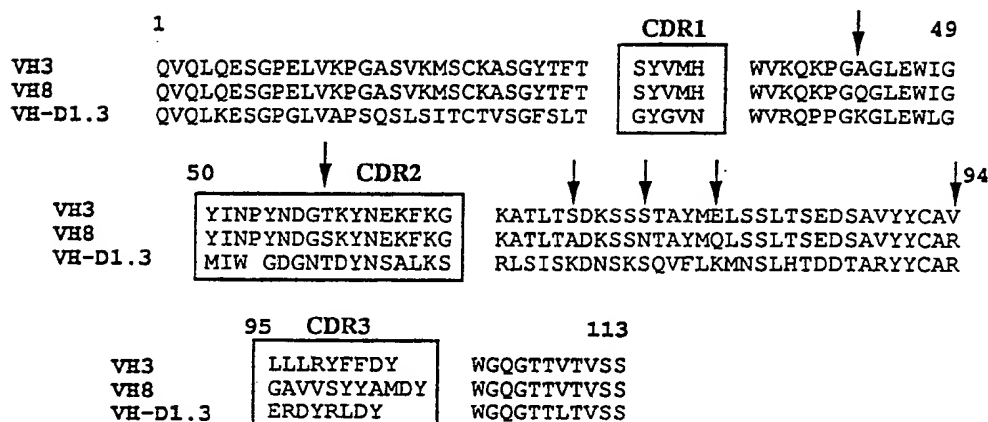 1 CDR1 49
VH3 QVQLQESGPELVKPGASVKMSCKASGYTFT SYVMH WVKQKPGAGLEWIG
VH8 QVQLQESGPELVKPGASVKMSCKASGYTFT SYVMH WVKQKPGQGLEWIG
VH-D1.3 QVQLKESGPGLVAPSQSLSITCTVSGFSLT GYGVN WVRQPPGKGLEWLG
50 CDR2 94
VH3 YINPYNDGTKYNEKFKG KATLTSDKSSSTAYMELSSLTSEDSAVYYCAV
VH8 YINPYNDGSKYNEKFKG KATLTADKSSNTAYMQLSSLTSEDSAVYYCAR
VH-D1.3 MIW GDGNTDYNSALKS RLSISKDNSKSQVFLKMNSLHTDDTARYYCAR
95 CDR3 113
VH3 LLLRYFFDY WGQGTTVTVSS
VH8 GAVVSYYAMDY WGQGTTVTVSS
VH-D1.3 ERDYRLDY WGQGTTLTVSS